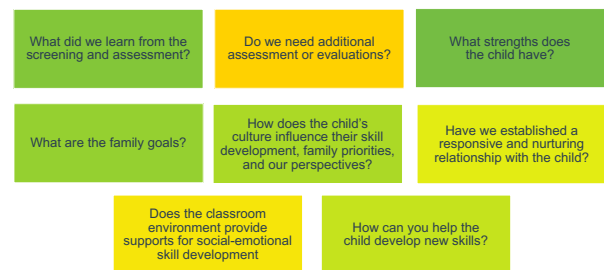 What did we learn from the
screening and assessment?
Do we need additional
assessment or evaluations?
What strengths does
the child have?
What are the family goals?
How does the child's
culture influence their skill
development, family priorities,
and our perspectives?
Have we established a
responsive and nurturing
relationship with the child?
Does the classroom
environment provide
supports for social-emotional
skill development
How can you help the
child develop new skills?